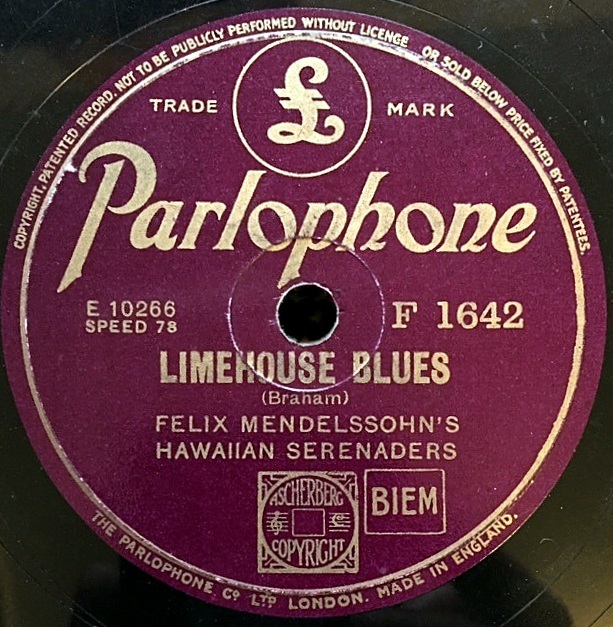 COPYRIGHT. PATENTED RECORD. NOT TO BE PUBLICLY PERFORMED WITHOUT LICENCE OR SOLD BELOW PRICE FIXED BY PATENTEES.
£
TRADE MARK
Parlophone
E 10266 F 1642
SPEED 78
LIMEHOUSE BLUES
(Braham)
FELIX MENDELSSOHN'S
HAWAIIAN SERENADERS
ASCHERBERG BIEM
COPYRIGHT
THE PARLOPHONE Cº LTD LONDON. MADE IN ENGLAND.